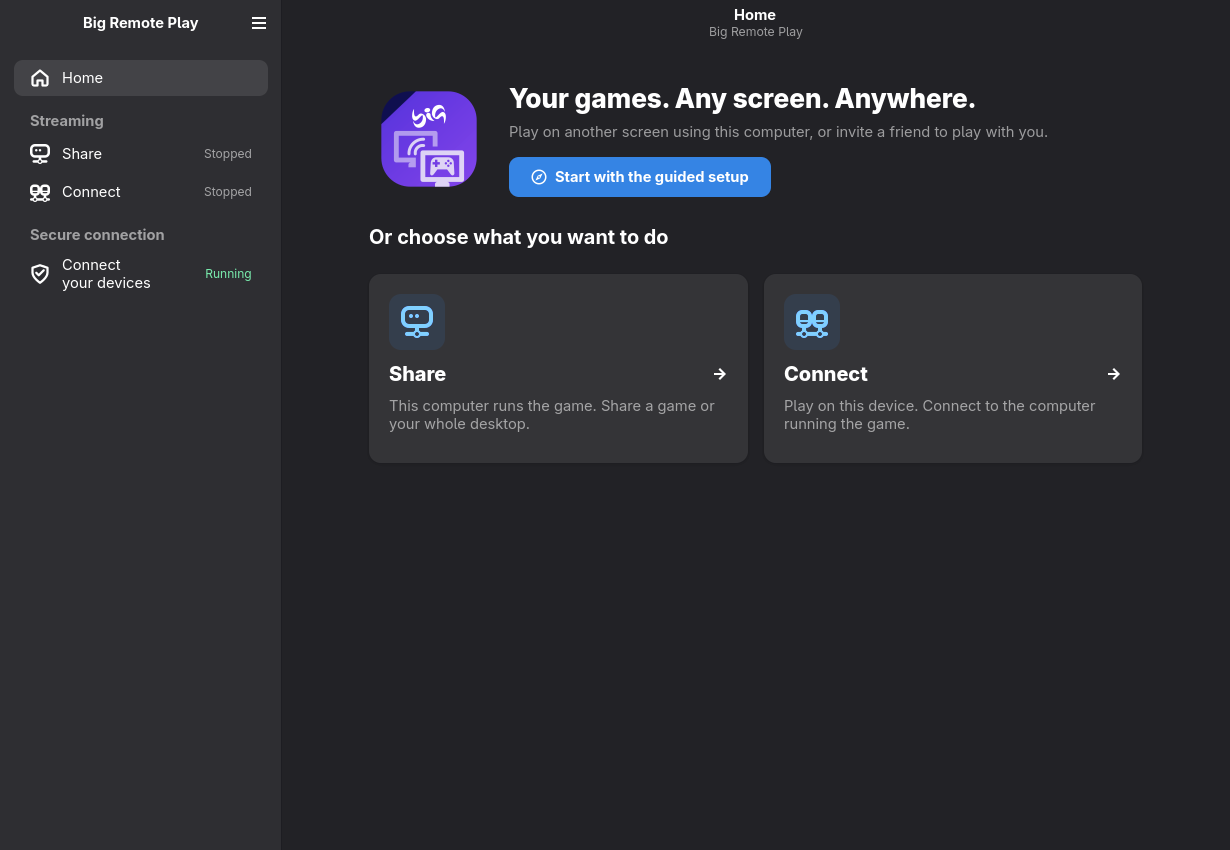 Big Remote Play
Home
Streaming
Share
Stopped
Connect
Stopped
Secure connection
Connect
your devices
Running
Home
Big Remote Play
big
Your games. Any screen. Anywhere.
Play on another screen using this computer, or invite a friend to play with you.
Start with the guided setup
Or choose what you want to do
Share
This computer runs the game. Share a game or
your whole desktop.
Connect
Play on this device. Connect to the computer
running the game.